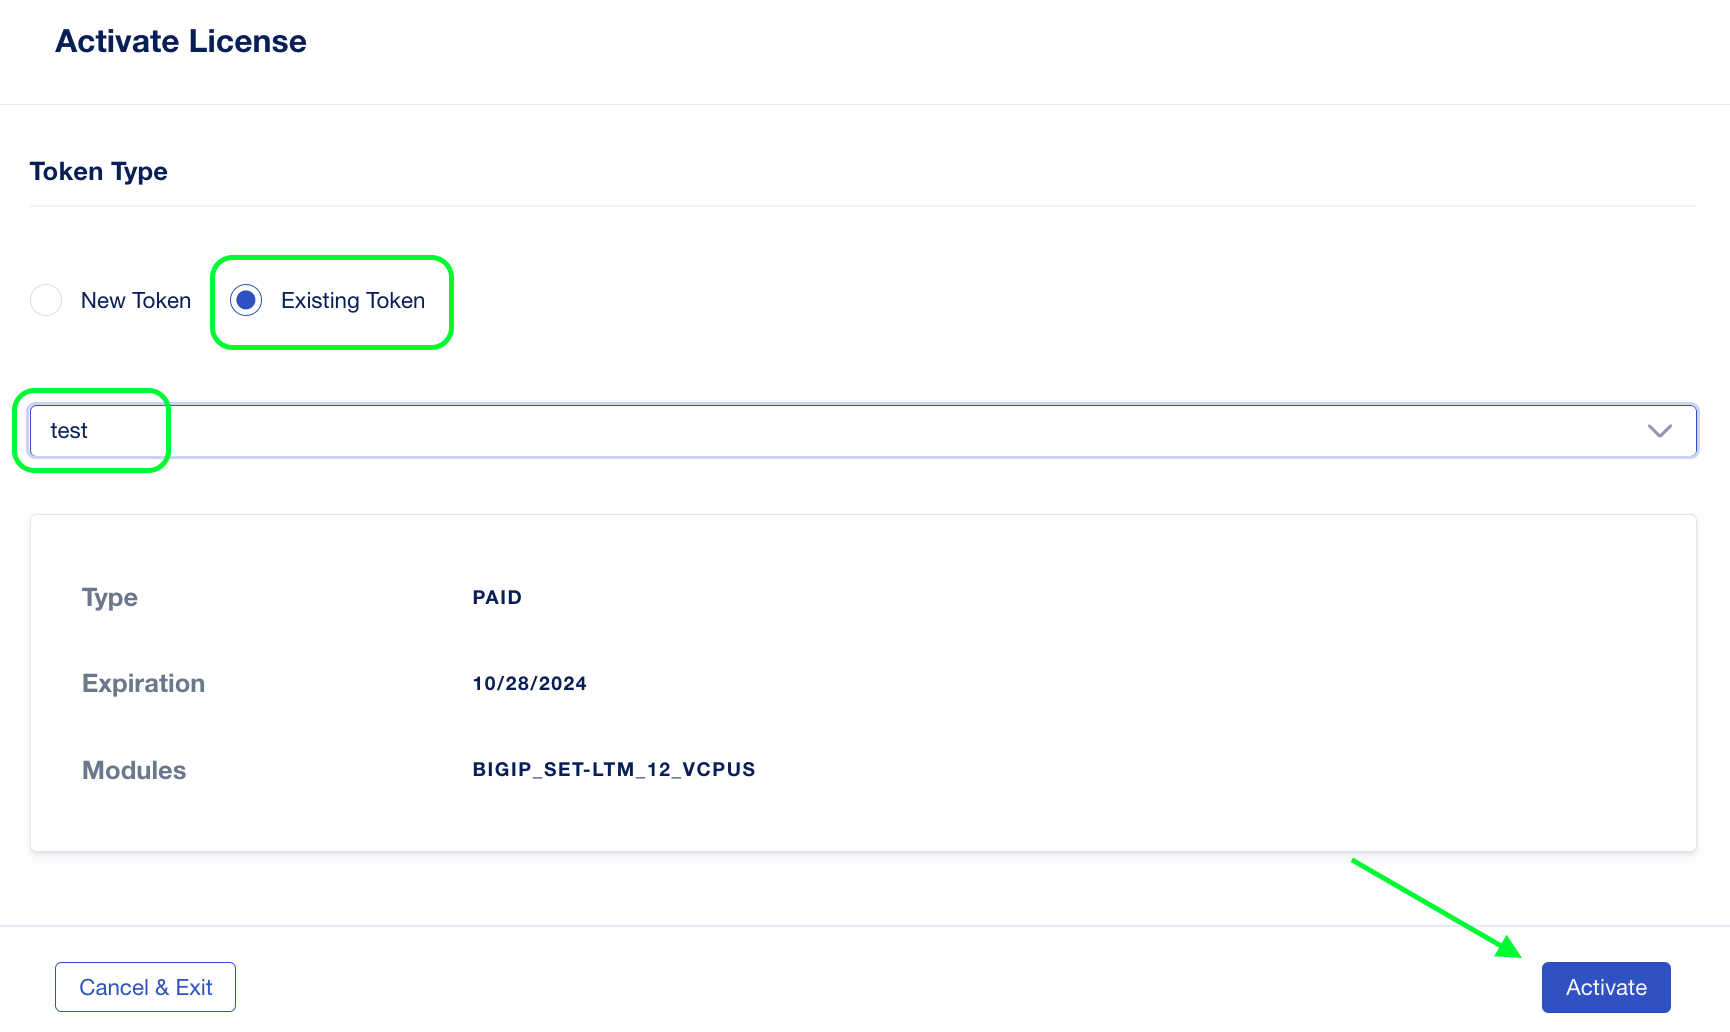 Activate License
Token Type
New Token Existing Token
test
Type PAID
Expiration 10/28/2024
Modules BIGIP_SET-LTM_12_VCPUS
Cancel & Exit Activate